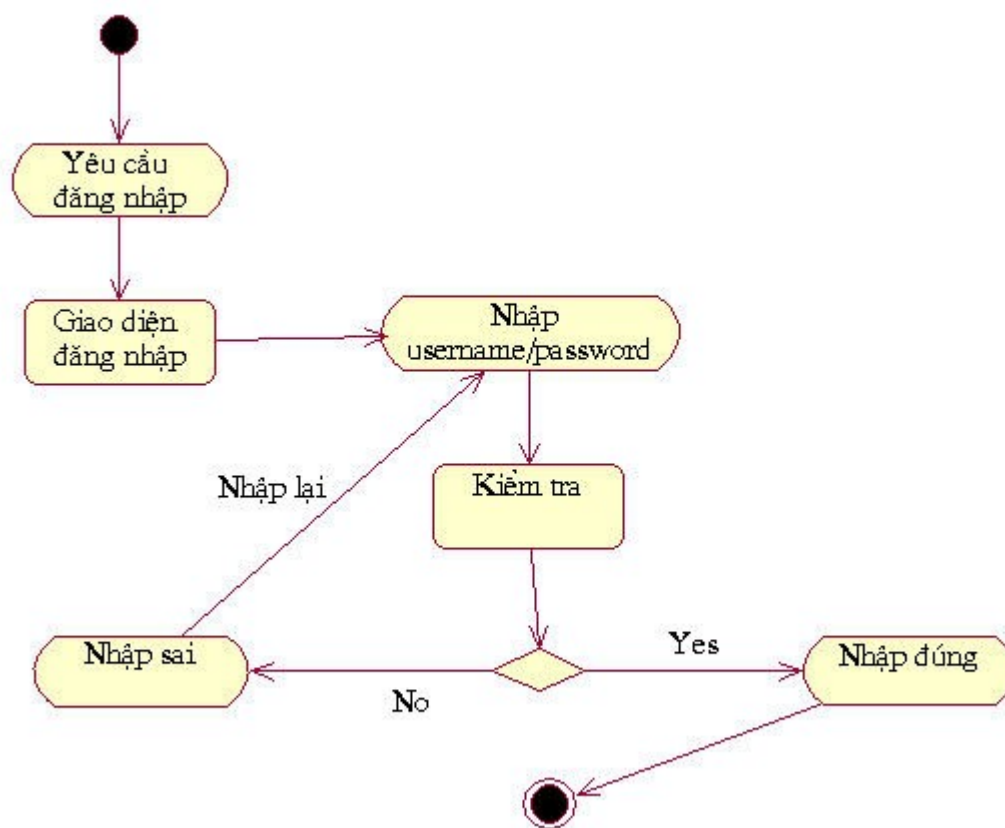 Yêu cầu
đăng nhập
Giao diện
đăng nhập
Nhập
username/password
Nhập lại
Kiểm tra
Nhập sai
No
Yes
Nhập đúng